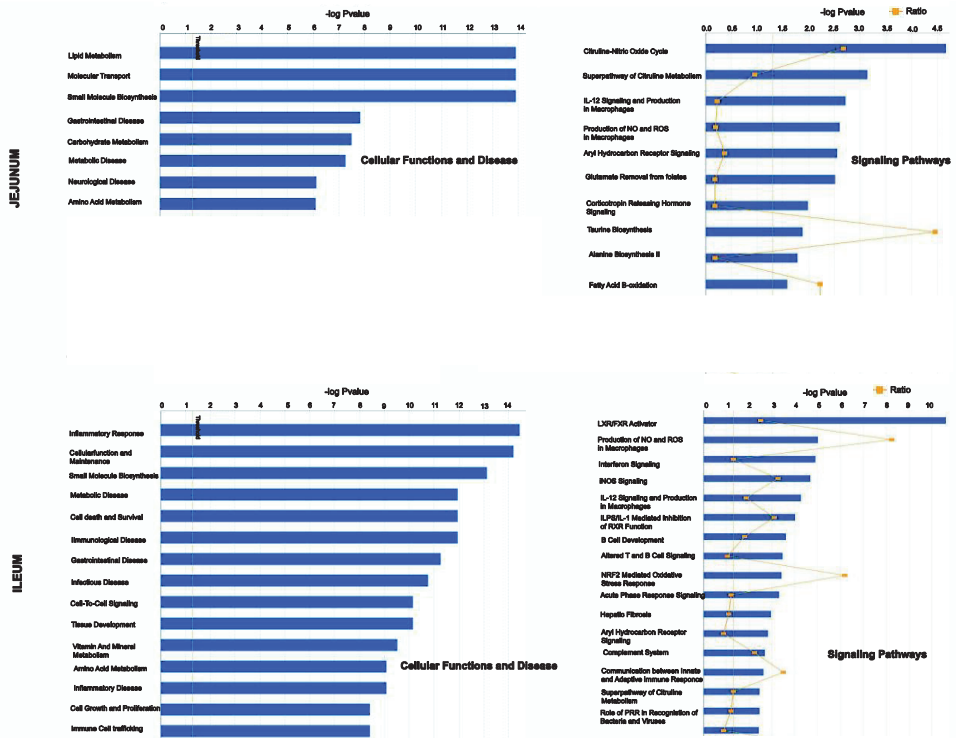 -log Pvalue
0 1 2 3 4 5 6 7 8 9 10 11 12 13 14
Threshold
Lipid Metabolism
Molecular Transport
Small Molecule Biosynthesis
Gastrointestinal Disease
Carbohydrate Metabolism
Metabolic Disease
Neurological Disease
Amino Acid Metabolism
Cellular Functions and Disease
JEJUNUM
-log Pvalue
Ratio
0.0 0.5 1.0 1.5 2.0 2.5 3.0 3.5 4.0 4.5
Citruline-Nitric Oxide Cycle
Superpathway of Citruline Metabolism
IL-12 Signaling and Production
in Macrophages
Production of NO and ROS
in Macrophages
Aryl Hydrocarbon Receptor Signaling
Glutamate Removal from folates
Corticotropin Releasing Hormone
Signaling
Taurine Biosynthesis
Alanine Biosynthesis II
Fatty Acid B-oxidation
Signaling Pathways
-log Pvalue
0 1 2 3 4 5 6 7 8 9 10 11 12 13 14
Threshold
Inflammatory Response
Cellularfunction and
Maintenance
Small Molecule Biosynthesis
Metabolic Disease
Cell death and Survival
IImmunological Disease
Gastrointestinal Disease
Infectious Disease
Cell-To-Cell Signaling
Tissue Development
Vitamin And Mineral
Metabolism
Amino Acid Metabolism
Inflammatory Disease
Cell Growth and Proliferation
Immune Cell trafficking
Cellular Functions and Disease
ILEUM
-log Pvalue
Ratio
0 1 2 3 4 5 6 7 8 9 10
LXR/FXR Activator
Production of NO and ROS
in Macrophages
Interferon Signaling
iNOS Signaling
IL-12 Signaling and Production
in Macrophages
ILPS/IL-1 Mediated Inhibition
of RXR Function
B Cell Development
Altered T and B Cell Signaling
NRF2 Mediated Oxidative
Stress Response
Acute Phase Response Signaling
Hepatic Fibrosis
Aryl Hydrocarbon Receptor
Signaling
Complement System
Communication between Innate
and Adaptive Immune Responce
Superpathway of Citruline
Metabolism
Role of PRR in Recognistion of
Bacteria and Viruses
Signaling Pathways